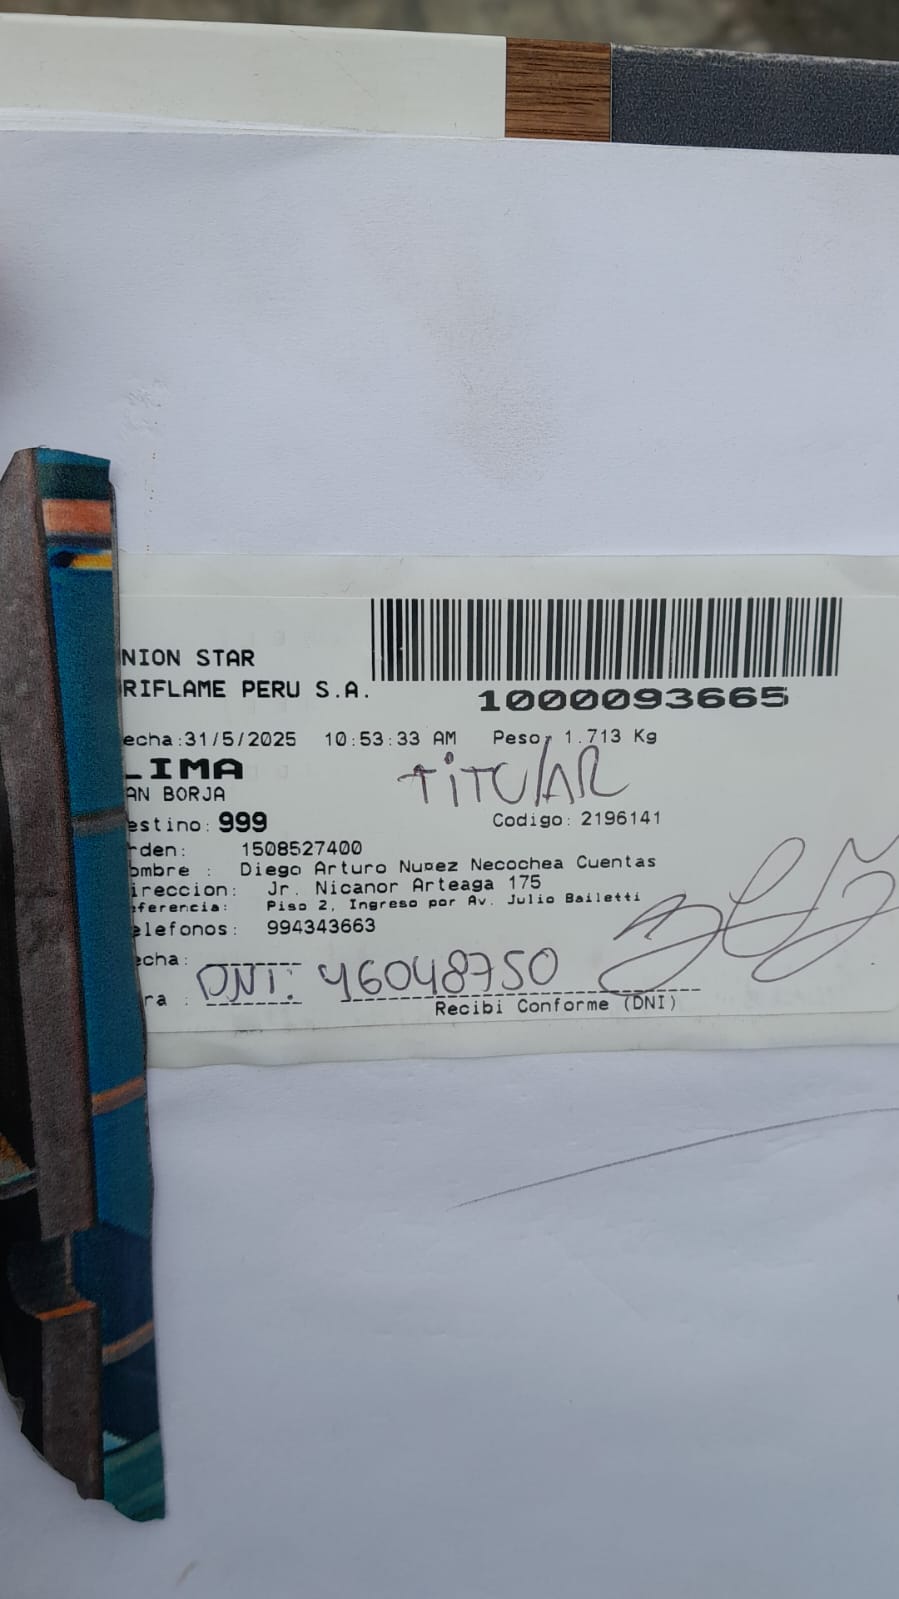 NION STAR
RIFLAME PERU S.A.
1000093665
echa:31/5/2025 10:53:33 AM Peso: 1.713 Kg
LIMA
TiTULAR
AN BORJA
estino: 999 Codigo: 2196141
rden: 1508527400
ombre : Diego Arturo Nuñez Necochea Cuentas
ireccion: Jr. Nicanor Arteaga 175
eferencia: Piso 2, Ingreso por Av. Julio Bailetti
elefonos: 994343663
echa:
DNI: 46048750
ra :
Recibi Conforme (DNI)